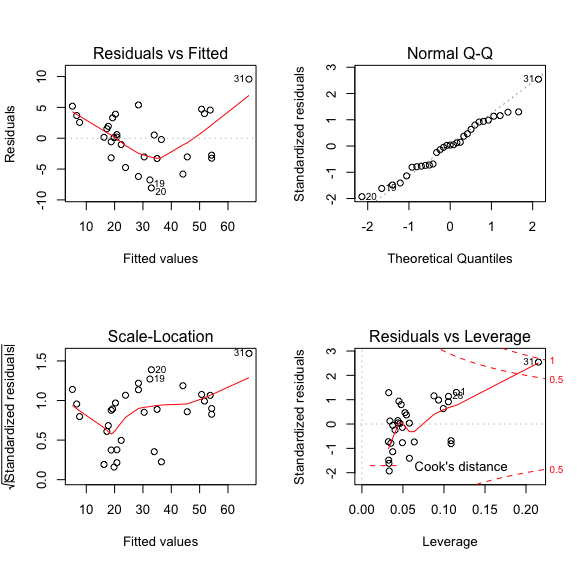 Residuals vs Fitted
Residuals
10
5
0
-5
-10
31
19
20
10 20 30 40 50 60
Fitted values
Normal Q-Q
Standardized residuals
3
2
1
0
-1
-2
31
19
20
-2 -1 0 1 2
Theoretical Quantiles
Scale-Location
√|Standardized residuals|
1.5
1.0
0.5
0.0
31
20
19
10 20 30 40 50 60
Fitted values
Residuals vs Leverage
Standardized residuals
3
2
1
0
-1
-2
31
1
28
1
0.5
0.5
Cook's distance
0.00 0.05 0.10 0.15 0.20
Leverage